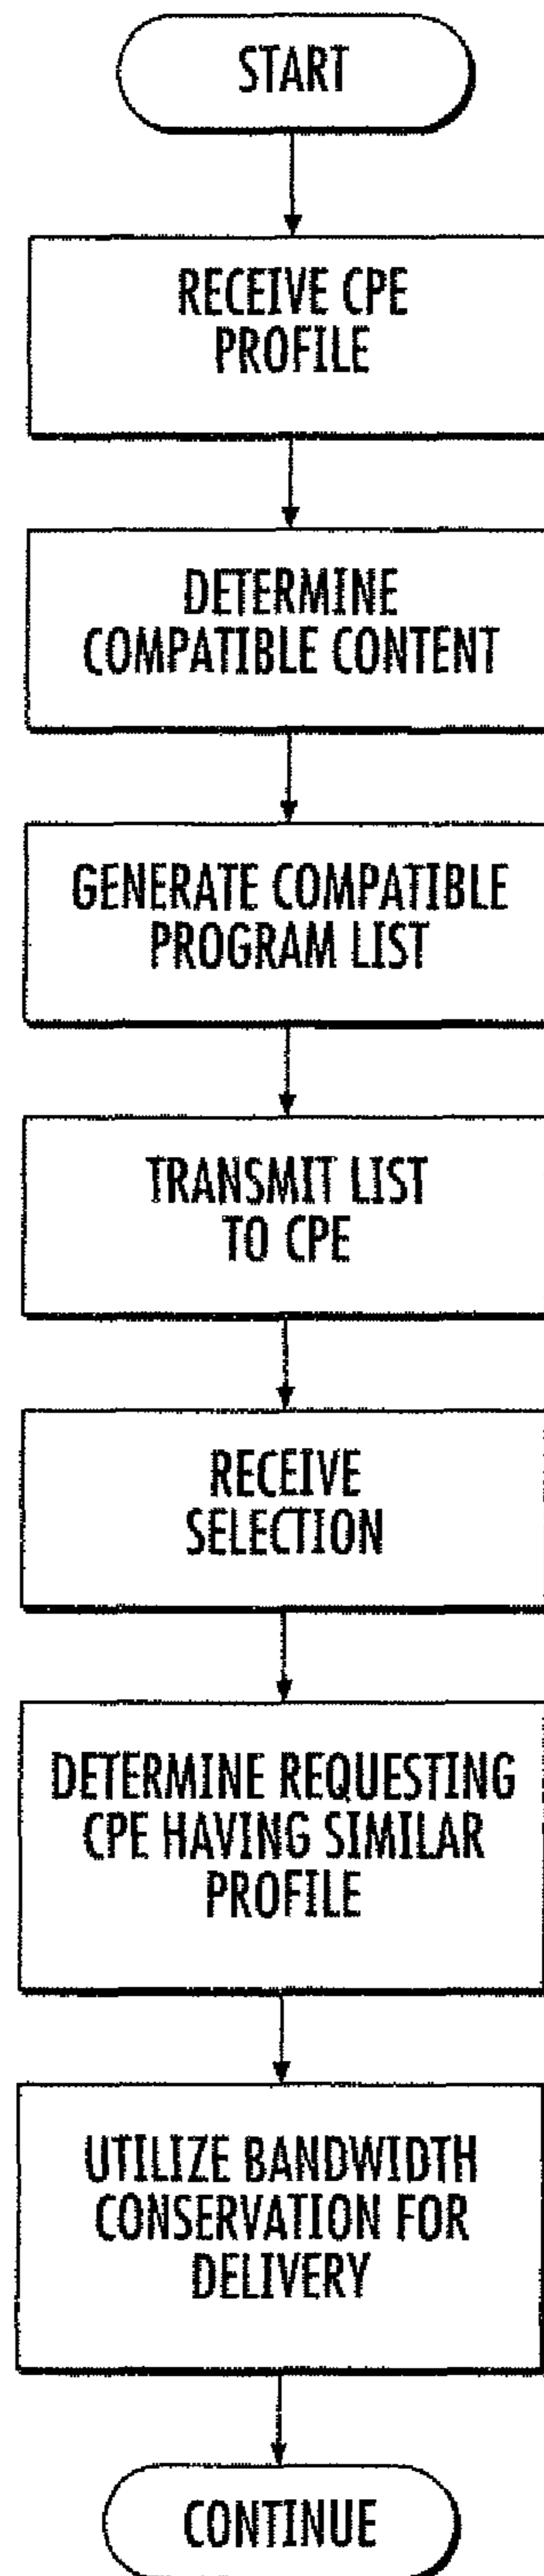 START
RECEIVE CPE
PROFILE
DETERMINE
COMPATIBLE CONTENT
GENERATE COMPATIBLE
PROGRAM LIST
TRANSMIT LIST
TO CPE
RECEIVE
SELECTION
DETERMINE REQUESTING
CPE HAVING SIMILAR
PROFILE
UTILIZE BANDWIDTH
CONSERVATION FOR
DELIVERY
CONTINUE